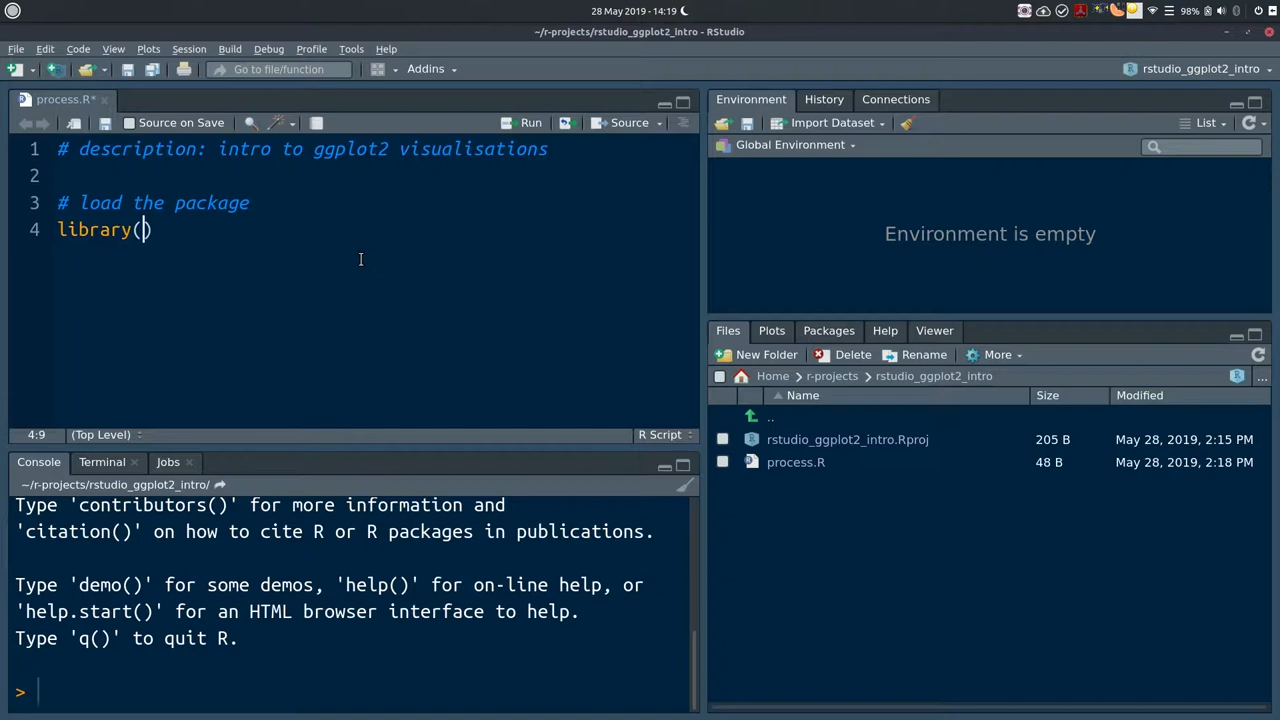 28 May 2019 - 14:19
98%
~/r-projects/rstudio_ggplot2_intro - RStudio
File Edit Code View Plots Session Build Debug Profile Tools Help
Go to file/function Addins rstudio_ggplot2_intro
process.R*
Source on Save Run Source
1 # description: intro to ggplot2 visualisations
2
3 # load the package
4 library()
4:9 (Top Level) R Script
Console Terminal Jobs
~/r-projects/rstudio_ggplot2_intro/
Type 'contributors()' for more information and
'citation()' on how to cite R or R packages in publications.
Type 'demo()' for some demos, 'help()' for on-line help, or
'help.start()' for an HTML browser interface to help.
Type 'q()' to quit R.
>
Environment History Connections
Import Dataset List
Global Environment
Environment is empty
Files Plots Packages Help Viewer
New Folder Delete Rename More
Home r-projects rstudio_ggplot2_intro ...
Name Size Modified
..
rstudio_ggplot2_intro.Rproj 205 B May 28, 2019, 2:15 PM
process.R 48 B May 28, 2019, 2:18 PM